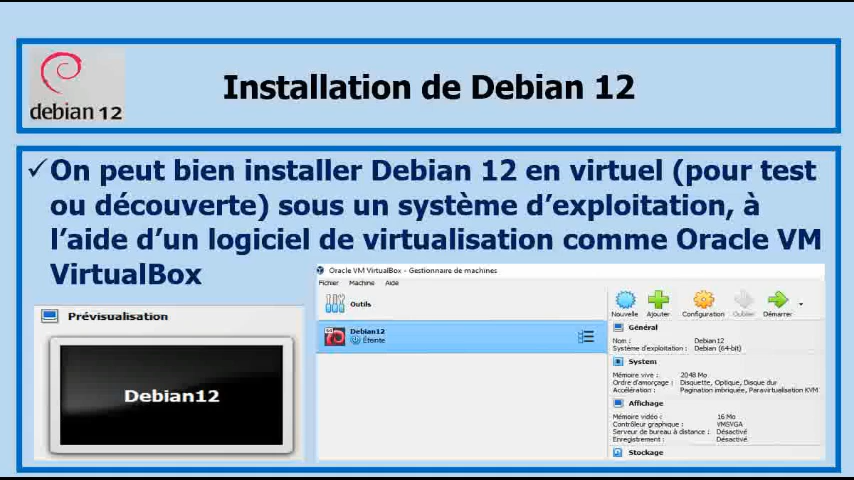 debian 12
Installation de Debian 12
✓On peut bien installer Debian 12 en virtuel (pour test
ou découverte) sous un système d’exploitation, à
l’aide d’un logiciel de virtualisation comme Oracle VM
VirtualBox
Prévisualisation
Debian12
Oracle VM VirtualBox - Gestionnaire de machines
Fichier Machine Aide
Outils
Debian12
Éteinte
Nouvelle Ajouter Configuration Oublier Démarrer
Général
Nom : Debian12
Système d'exploitation : Debian (64-bit)
System
Mémoire vive : 2048 Mo
Ordre d'amorçage : Disquette, Optique, Disque dur
Accélération : Pagination imbriquée, Paravirtualisation KVM
Affichage
Mémoire vidéo : 16 Mo
Contrôleur graphique : VMSVGA
Serveur de bureau à distance : Désactivé
Enregistrement : Désactivé
Stockage